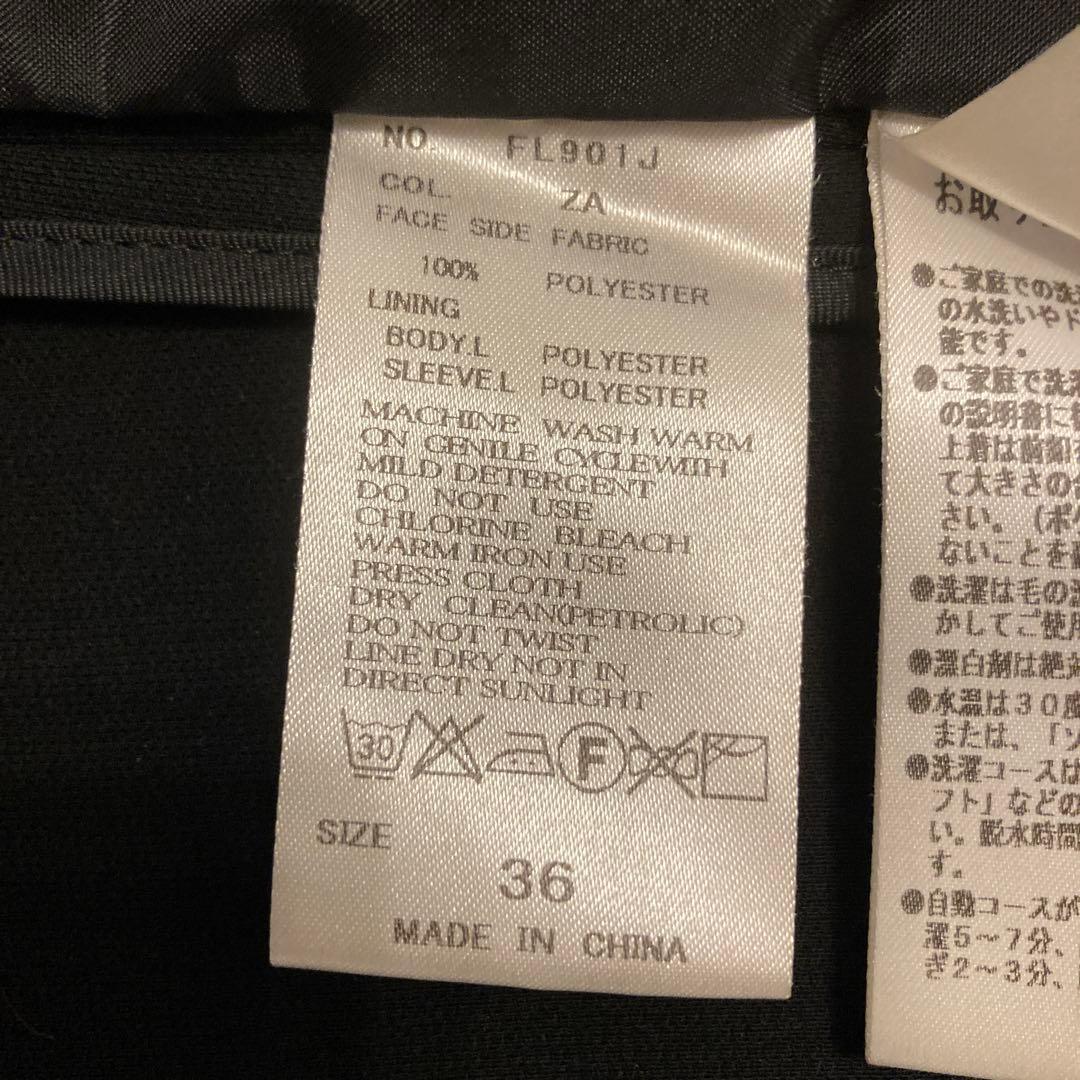 NO. FL901J
COL. ZA
FACE SIDE FABRIC
100% POLYESTER
LINING
BODY.L POLYESTER
SLEEVE.L POLYESTER
MACHINE WASH WARM
ON GENTLE CYCLE WITH
MILD DETERGENT
DO NOT USE
CHLORINE BLEACH
WARM IRON USE
PRESS CLOTH
DRY CLEAN(PETROLIC)
DO NOT TWIST
LINE DRY NOT IN
DIRECT SUNLIGHT
30 F
SIZE
36
MADE IN CHINA
お取
●ご家庭での洗
の水洗いやド
能です。
●ご家庭で洗
の説明書に
上着は
て大きさの
さい。（ポ
ないことを
●洗濯は毛の
かしてご使用
●漂白剤は絶対
●水温は３０度
または、「ソ
●洗濯コースは
フト」などの
い。脱水時間
す。
●自動コースが
濯５～７分、
ぎ２～３分、